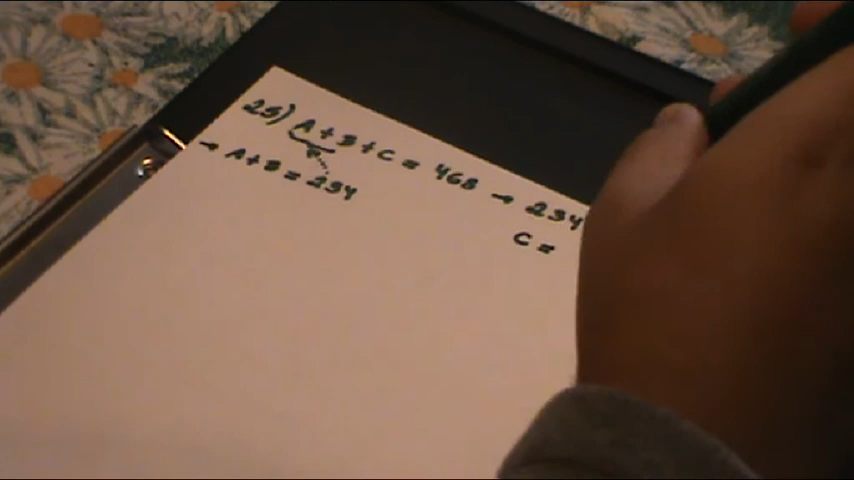 25) A+B+C = 468 → 234
→ A+B = 234
C =